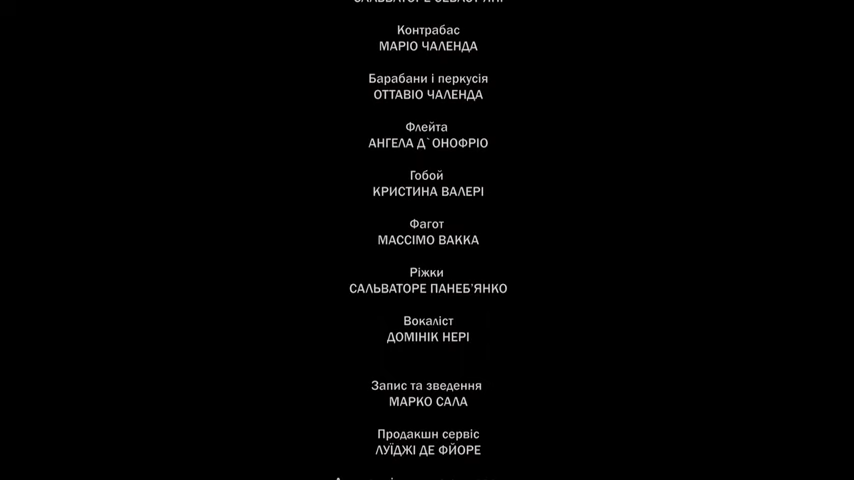 Контрабас
МАРІО ЧАЛЕНДА
Барабани і перкусія
ОТТАВІО ЧАЛЕНДА
Флейта
АНГЕЛА Д`ОНОФРІО
Гобой
КРИСТИНА ВАЛЕРІ
Фагот
МАССІМО ВАККА
Ріжки
САЛЬВАТОРЕ ПАНЕБ'ЯНКО
Вокаліст
ДОМІНІК НЕРІ
Запис та зведення
МАРКО САЛА
Продакшн сервіс
ЛУЇДЖІ ДЕ ФЙОРЕ